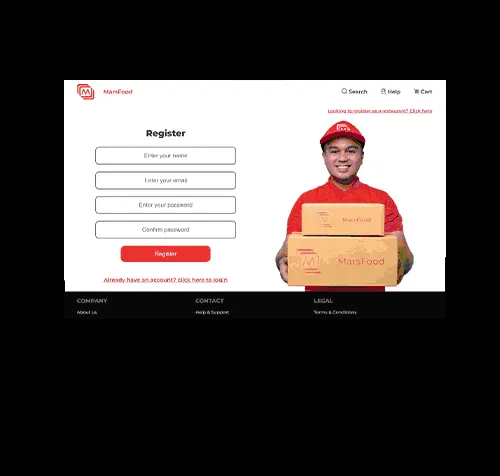 M MarsFood
Search Help Cart
Looking to register as a restaurant? Click here
Register
Enter your name
Enter your email
Enter your password
Confirm password
Register
Already have an account? click here to login
MarsFood
M MarsFood
COMPANY CONTACT LEGAL
About us Help & Support Terms & Conditions